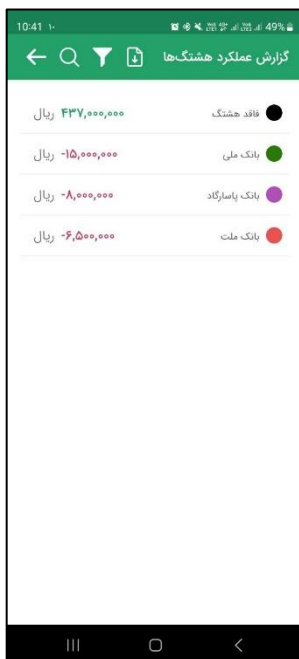 10:41
49%
گزارش عملکرد هشتگ‌ها
فاقد هشتگ ۴۳۷,۰۰۰,۰۰۰ ریال
بانک ملی -۱۵,۰۰۰,۰۰۰ ریال
بانک پاسارگاد -۸,۰۰۰,۰۰۰ ریال
بانک ملت -۶,۵۰۰,۰۰۰ ریال